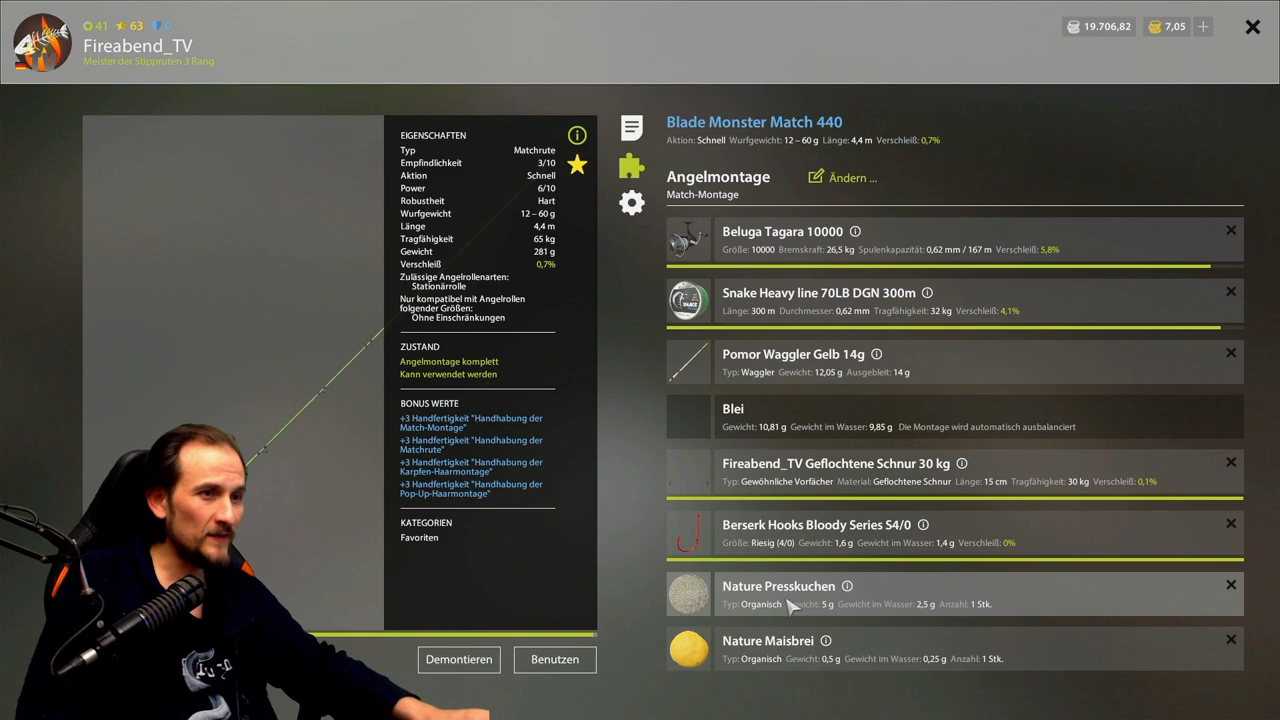 41 63 0
Fireabend_TV
Meister der Stippruten 3 Rang
19.706,82
7,05
EIGENSCHAFTEN
Typ Matchrute
Empfindlichkeit 3/10
Aktion Schnell
Power 6/10
Robustheit Hart
Wurfgewicht 12 – 60 g
Länge 4,4 m
Tragfähigkeit 65 kg
Gewicht 281 g
Verschleiß 0,7%
Zulässige Angelrollenarten:
Stationärrolle
Nur kompatibel mit Angelrollen
folgender Größen:
Ohne Einschränkungen
ZUSTAND
Angelmontage komplett
Kann verwendet werden
BONUS WERTE
+3 Handfertigkeit "Handhabung der
Match-Montage"
+3 Handfertigkeit "Handhabung der
Matchrute"
+3 Handfertigkeit "Handhabung der
Karpfen-Haarmontage"
+3 Handfertigkeit "Handhabung der
Pop-Up-Haarmontage"
KATEGORIEN
Favoriten
Demontieren
Benutzen
Blade Monster Match 440
Aktion: Schnell Wurfgewicht: 12 – 60 g Länge: 4,4 m Verschleiß: 0,7%
Angelmontage
Ändern ...
Match-Montage
Beluga Tagara 10000
Größe: 10000 Bremskraft: 26,5 kg Spulenkapazität: 0,62 mm / 167 m Verschleiß: 5,8%
Snake Heavy line 70LB DGN 300m
Länge: 300 m Durchmesser: 0,62 mm Tragfähigkeit: 32 kg Verschleiß: 4,1%
Pomor Waggler Gelb 14g
Typ: Waggler Gewicht: 12,05 g Ausgebleit: 14 g
Blei
Gewicht: 10,81 g Gewicht im Wasser: 9,85 g Die Montage wird automatisch ausbalanciert
Fireabend_TV Geflochtene Schnur 30 kg
Typ: Gewöhnliche Vorfächer Material: Geflochtene Schnur Länge: 15 cm Tragfähigkeit: 30 kg Verschleiß: 0,1%
Berserk Hooks Bloody Series S4/0
Größe: Riesig (4/0) Gewicht: 1,6 g Gewicht im Wasser: 1,4 g Verschleiß: 0%
Nature Presskuchen
Typ: Organisch Gewicht: 5 g Gewicht im Wasser: 2,5 g Anzahl: 1 Stk.
Nature Maisbrei
Typ: Organisch Gewicht: 0,5 g Gewicht im Wasser: 0,25 g Anzahl: 1 Stk.